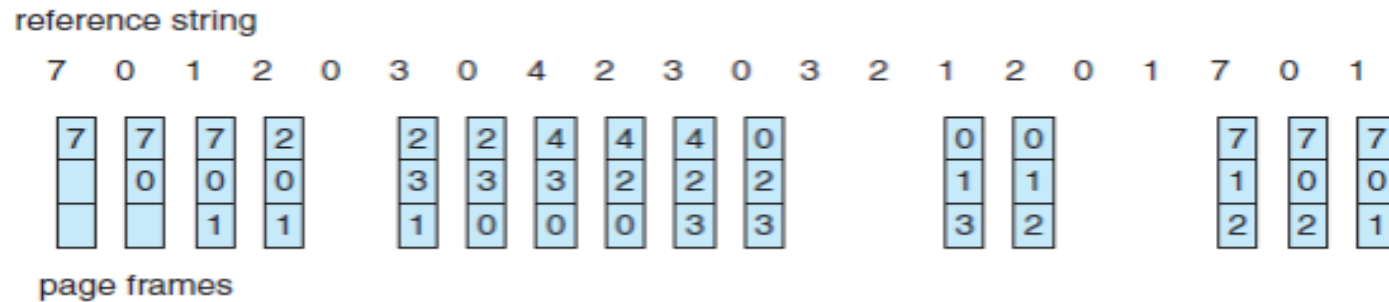 reference string
7 0 1 2 0 3 0 4 2 3 0 3 2 1 2 0 1 7 0 1
7 7 7 2 2 2 4 4 4 0 0 0 7 7 7
0 0 0 3 3 3 2 2 2 1 1 1 0 0
1 1 1 0 0 0 3 3 3 2 2 2 1
page frames